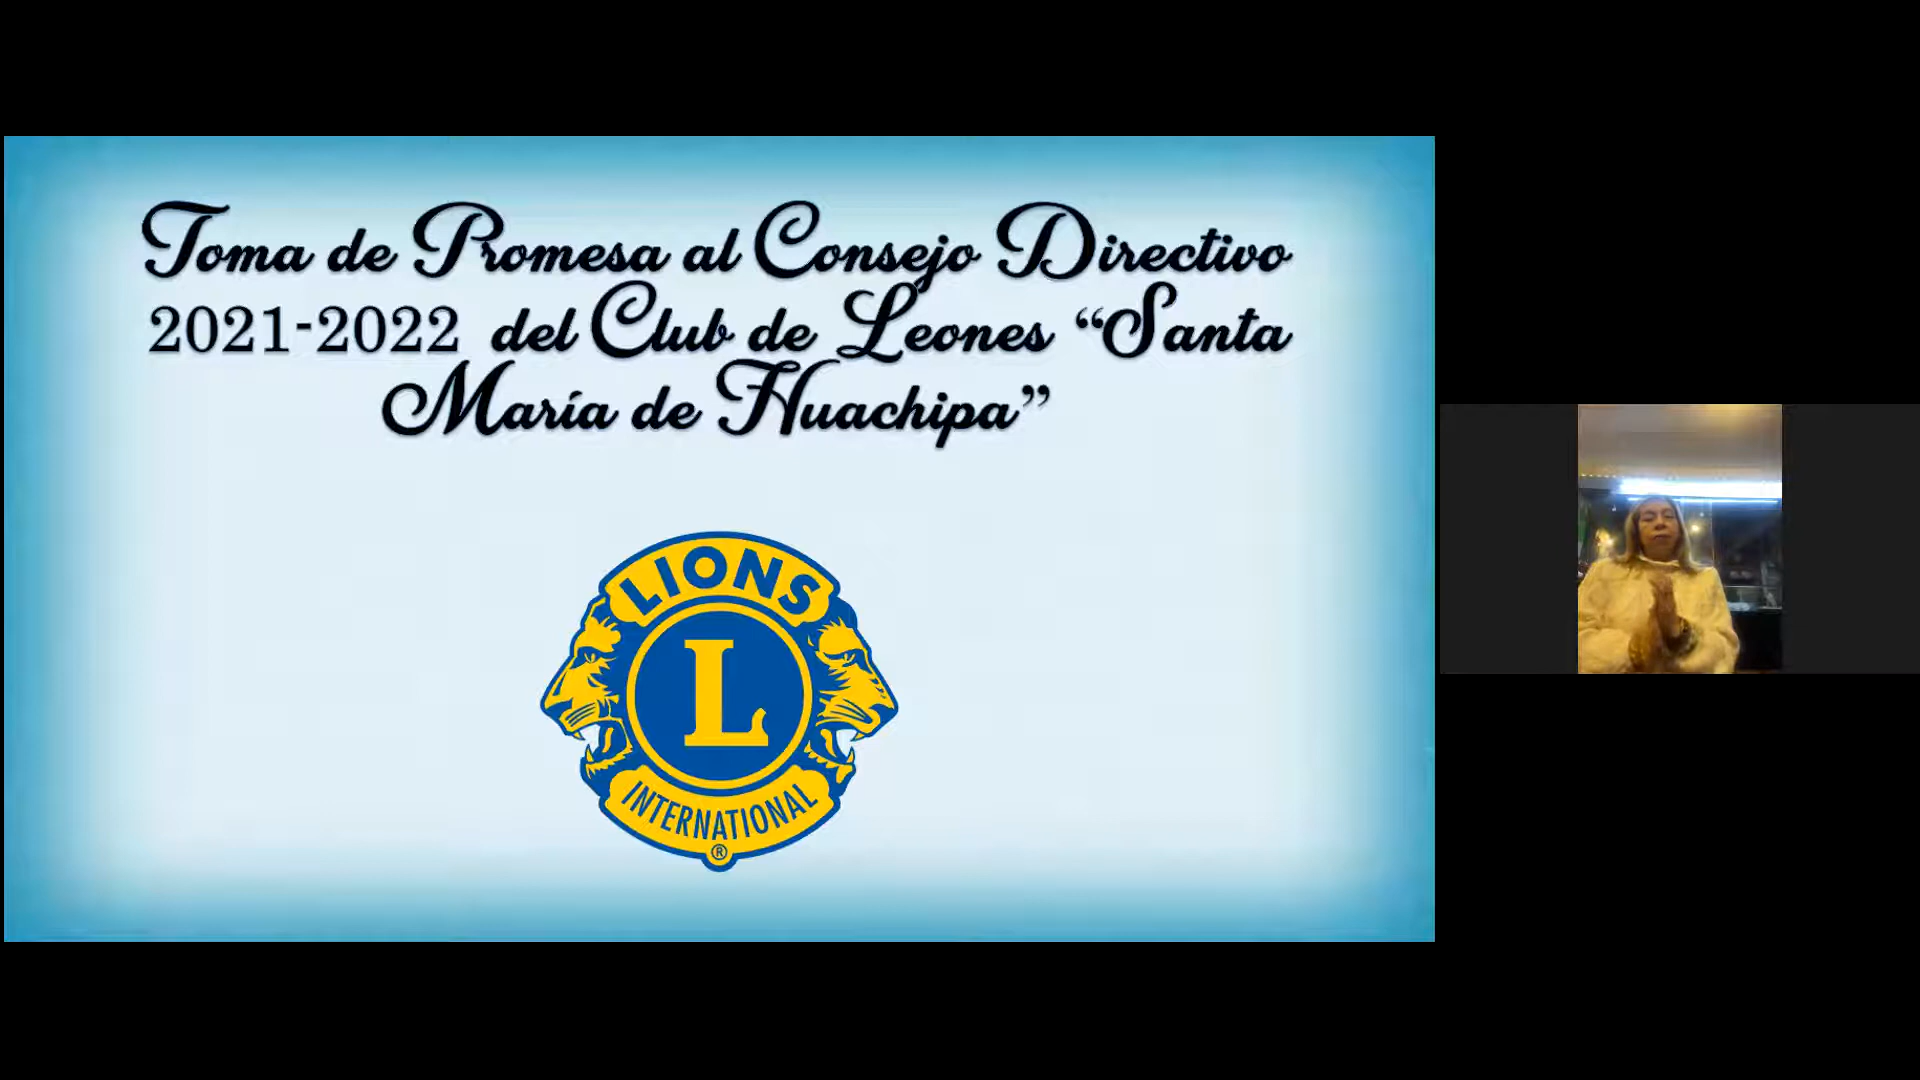 Toma de Promesa al Consejo Directivo
2021-2022 del Club de Leones “Santa
María de Huachipa”
LIONS
L
INTERNATIONAL
®